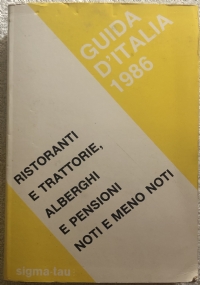 GUIDA
D'ITALIA
1986
RISTORANTI
E TRATTORIE,
ALBERGHI
E PENSIONI
NOTI E MENO NOTI
sigma-tau